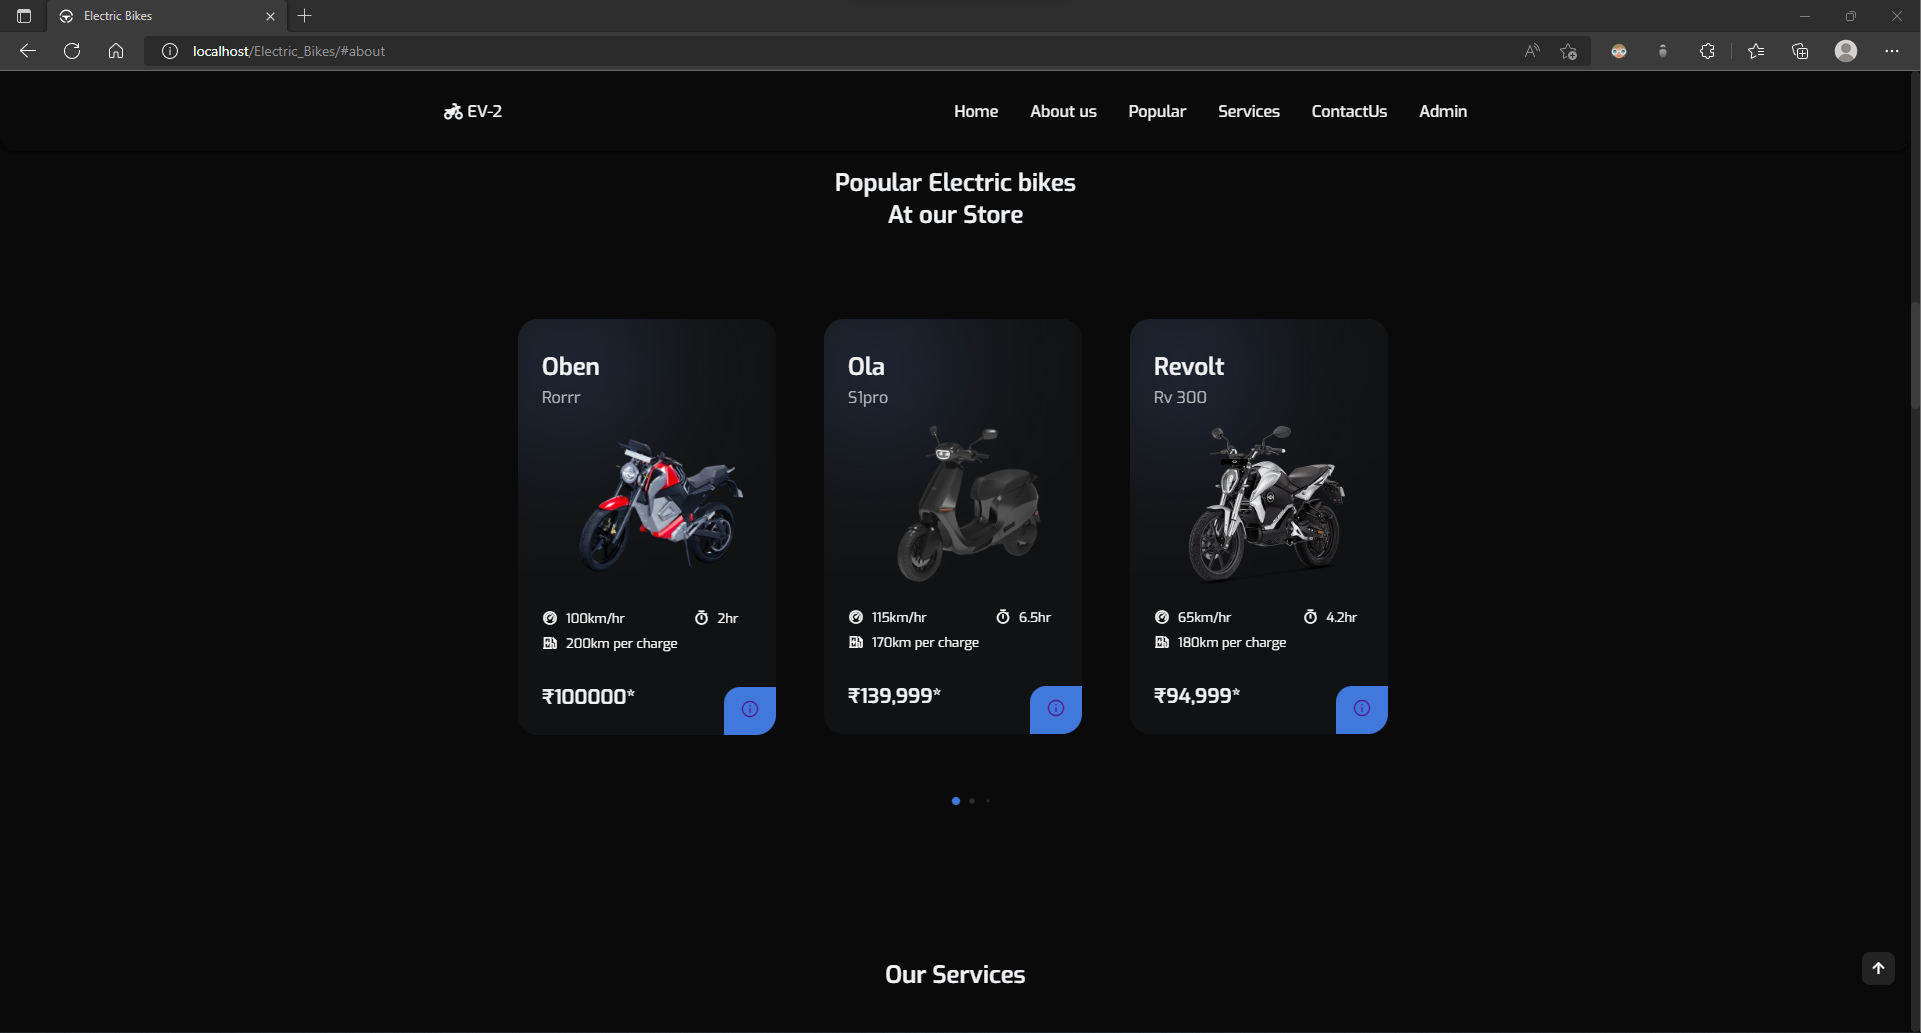 Electric Bikes
localhost/Electric_Bikes/#about
EV-2
Home About us Popular Services ContactUs Admin
Popular Electric bikes
At our Store
Oben
Rorrr
100km/hr 2hr
200km per charge
₹100000*
Ola
S1pro
115km/hr 6.5hr
170km per charge
₹139,999*
Revolt
Rv 300
65km/hr 4.2hr
180km per charge
₹94,999*
Our Services